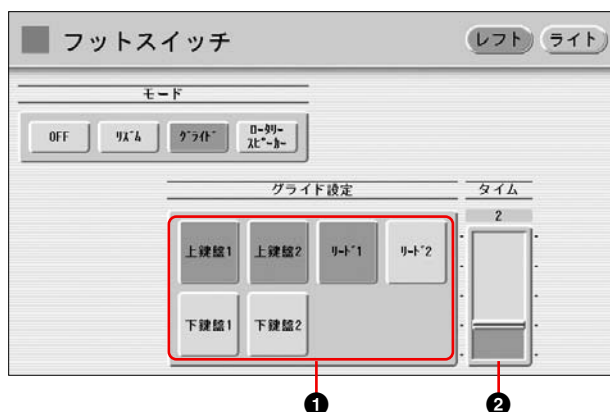 フットスイッチ
レフト ライト
モード
OFF リズム グライド ロータリースピーカー
グライド設定 タイム
2
上鍵盤1 上鍵盤2 リード1 リード2
下鍵盤1 下鍵盤2
❶ ❷